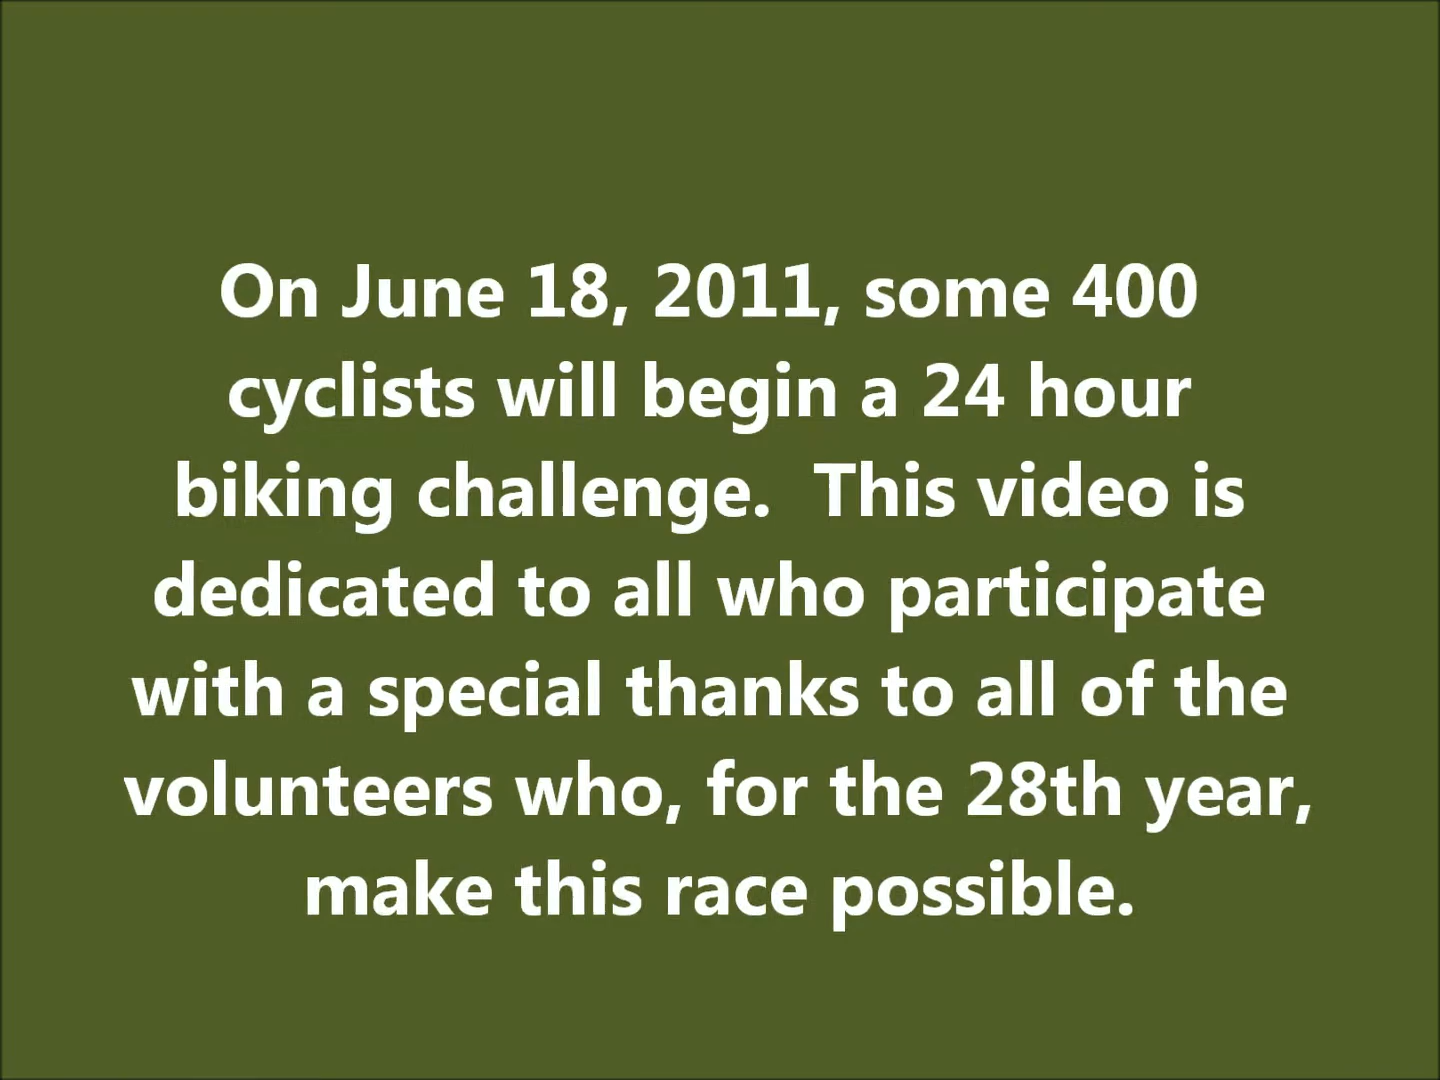 On June 18, 2011, some 400
cyclists will begin a 24 hour
biking challenge.  This video is
dedicated to all who participate
with a special thanks to all of the
volunteers who, for the 28th year,
make this race possible.